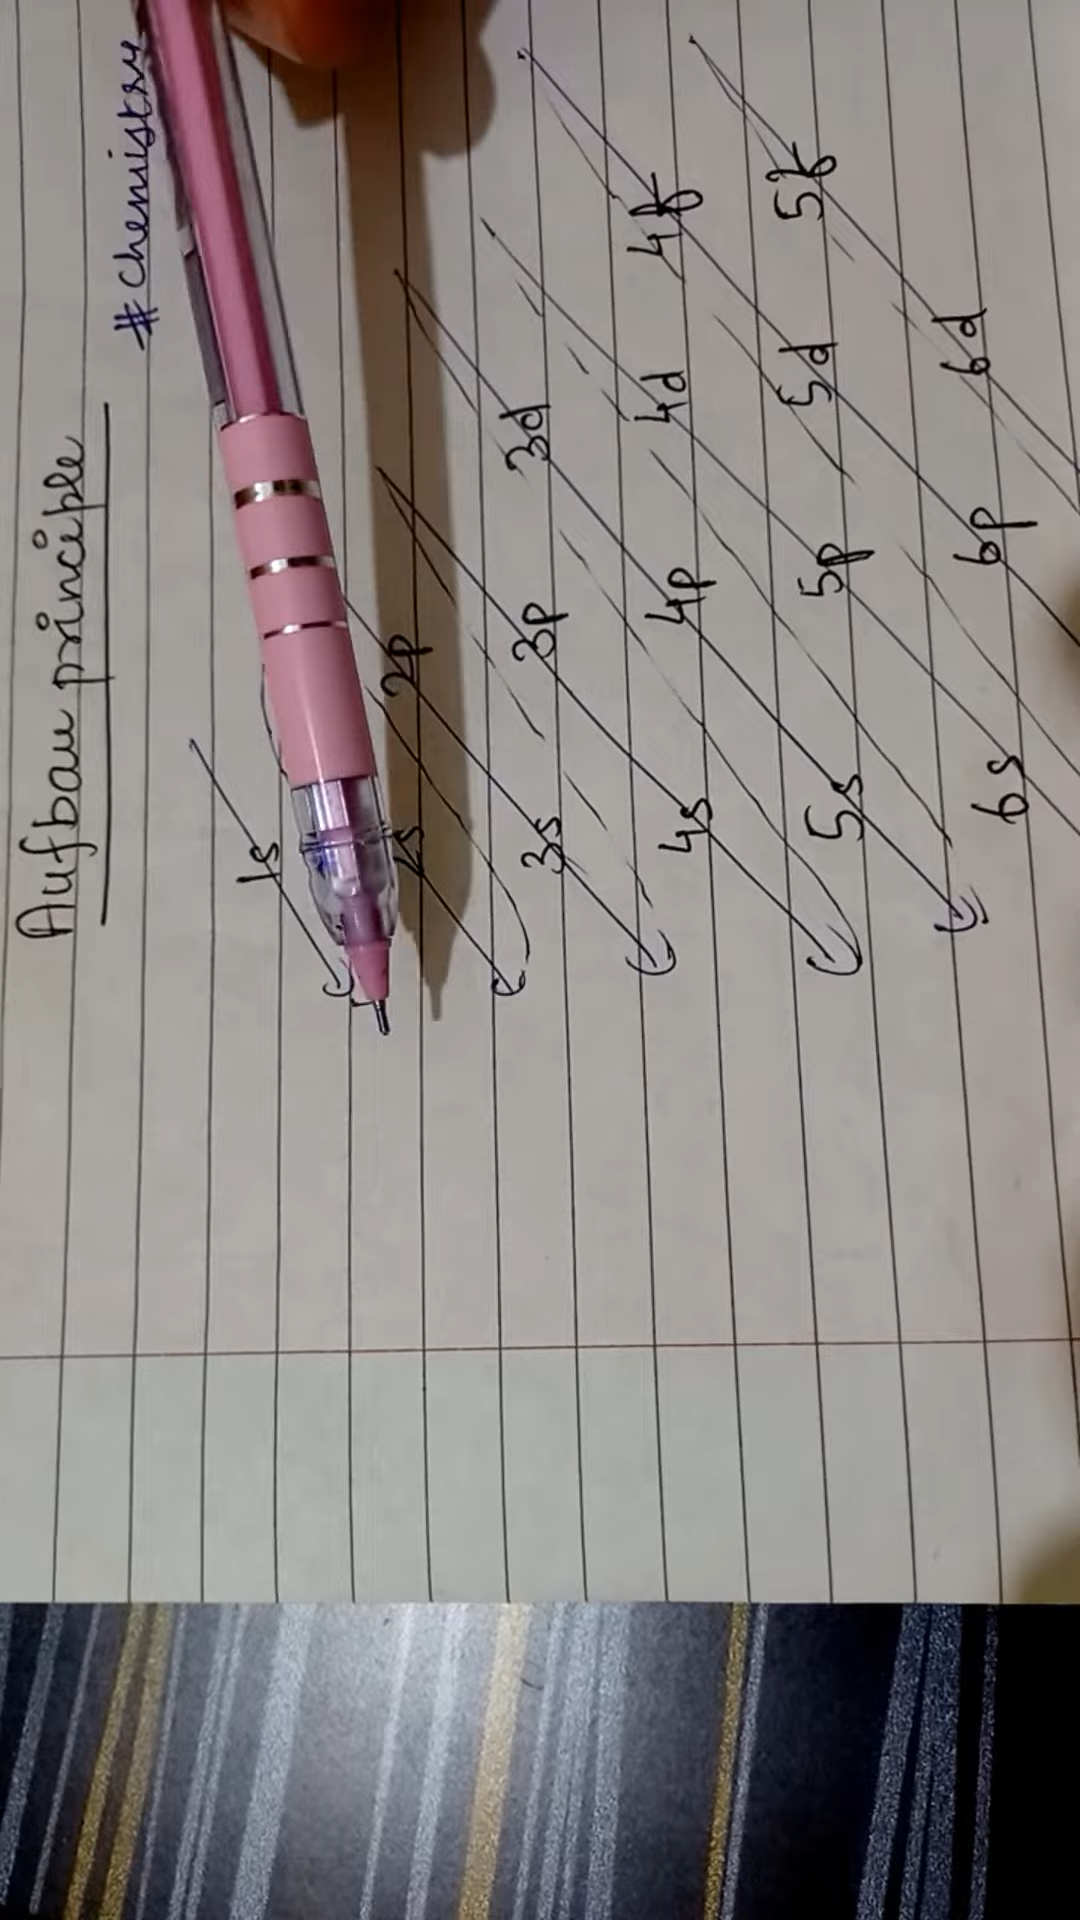 Aufbau principle
# Chemistry
1s
2s 2p
3s 3p 3d
4s 4p 4d 4f
5s 5p 5d 5f
6s 6p 6d